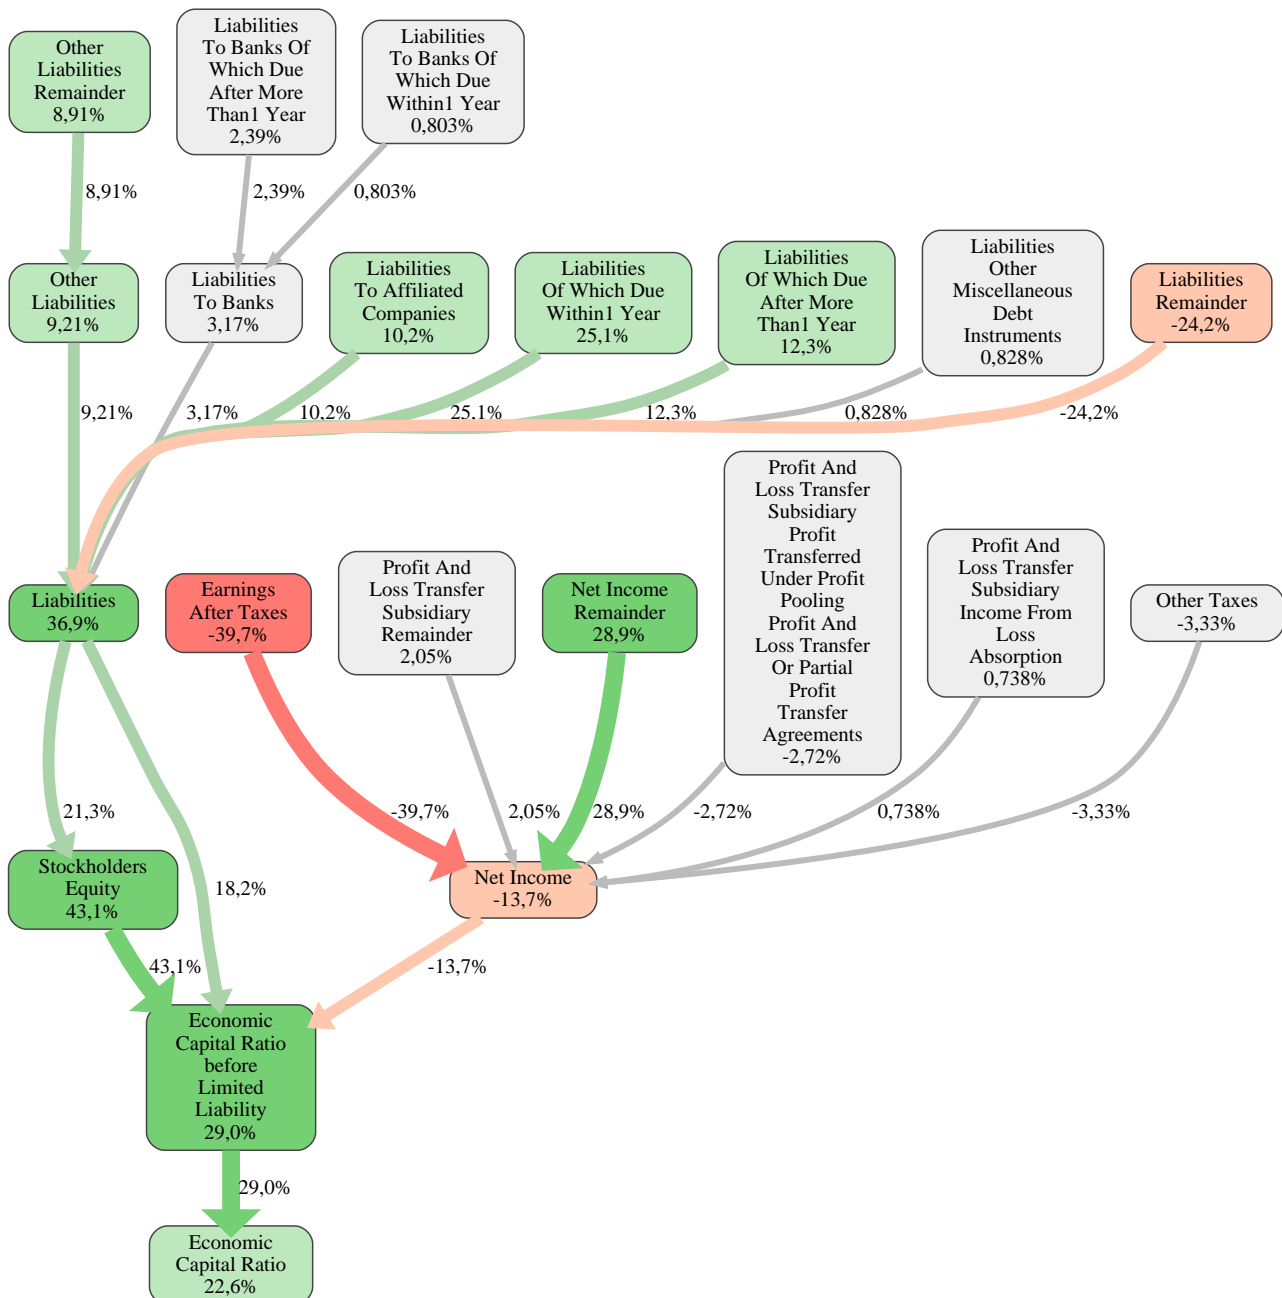 Other
Liabilities
Remainder
8,91%
Liabilities
To Banks Of
Which Due
After More
Than1 Year
2,39%
Liabilities
To Banks Of
Which Due
Within1 Year
0,803%
8,91%
2,39%
0,803%
Other
Liabilities
9,21%
Liabilities
To Banks
3,17%
Liabilities
To Affiliated
Companies
10,2%
Liabilities
Of Which Due
Within1 Year
25,1%
Liabilities
Of Which Due
After More
Than1 Year
12,3%
Liabilities
Other
Miscellaneous
Debt
Instruments
0,828%
Liabilities
Remainder
-24,2%
9,21%
3,17%
10,2%
25,1%
12,3%
0,828%
-24,2%
Liabilities
36,9%
Earnings
After Taxes
-39,7%
Profit And
Loss Transfer
Subsidiary
Remainder
2,05%
Net Income
Remainder
28,9%
Profit And
Loss Transfer
Subsidiary
Profit
Transferred
Under Profit
Pooling
Profit And
Loss Transfer
Or Partial
Profit
Transfer
Agreements
-2,72%
Profit And
Loss Transfer
Subsidiary
Income From
Loss
Absorption
0,738%
Other Taxes
-3,33%
21,3%
-39,7%
2,05%
28,9%
-2,72%
0,738%
-3,33%
Stockholders
Equity
43,1%
18,2%
Net Income
-13,7%
43,1%
-13,7%
Economic
Capital Ratio
before
Limited
Liability
29,0%
29,0%
Economic
Capital Ratio
22,6%